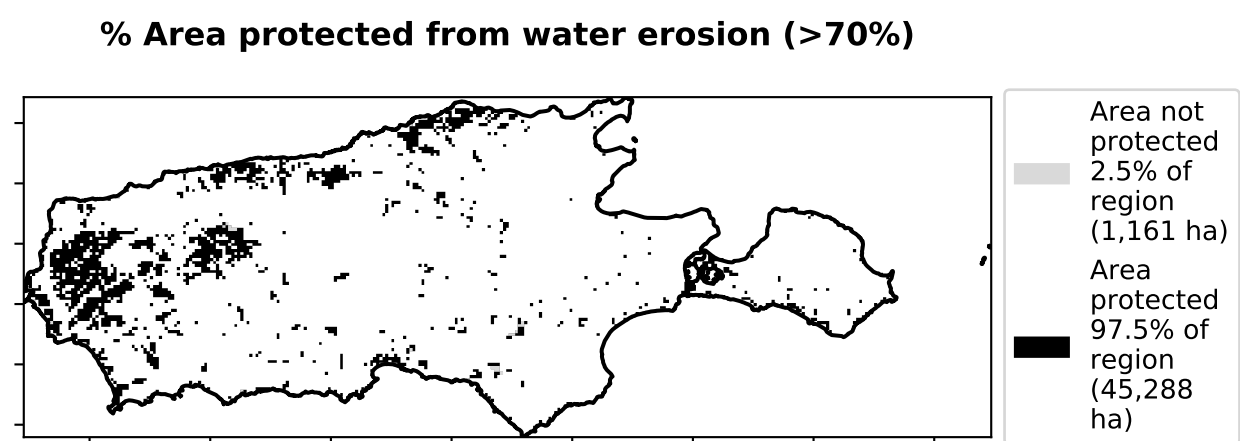 % Area protected from water erosion (>70%)
Area not
protected
2.5% of
region
(1,161 ha)
Area
protected
97.5% of
region
(45,288
ha)